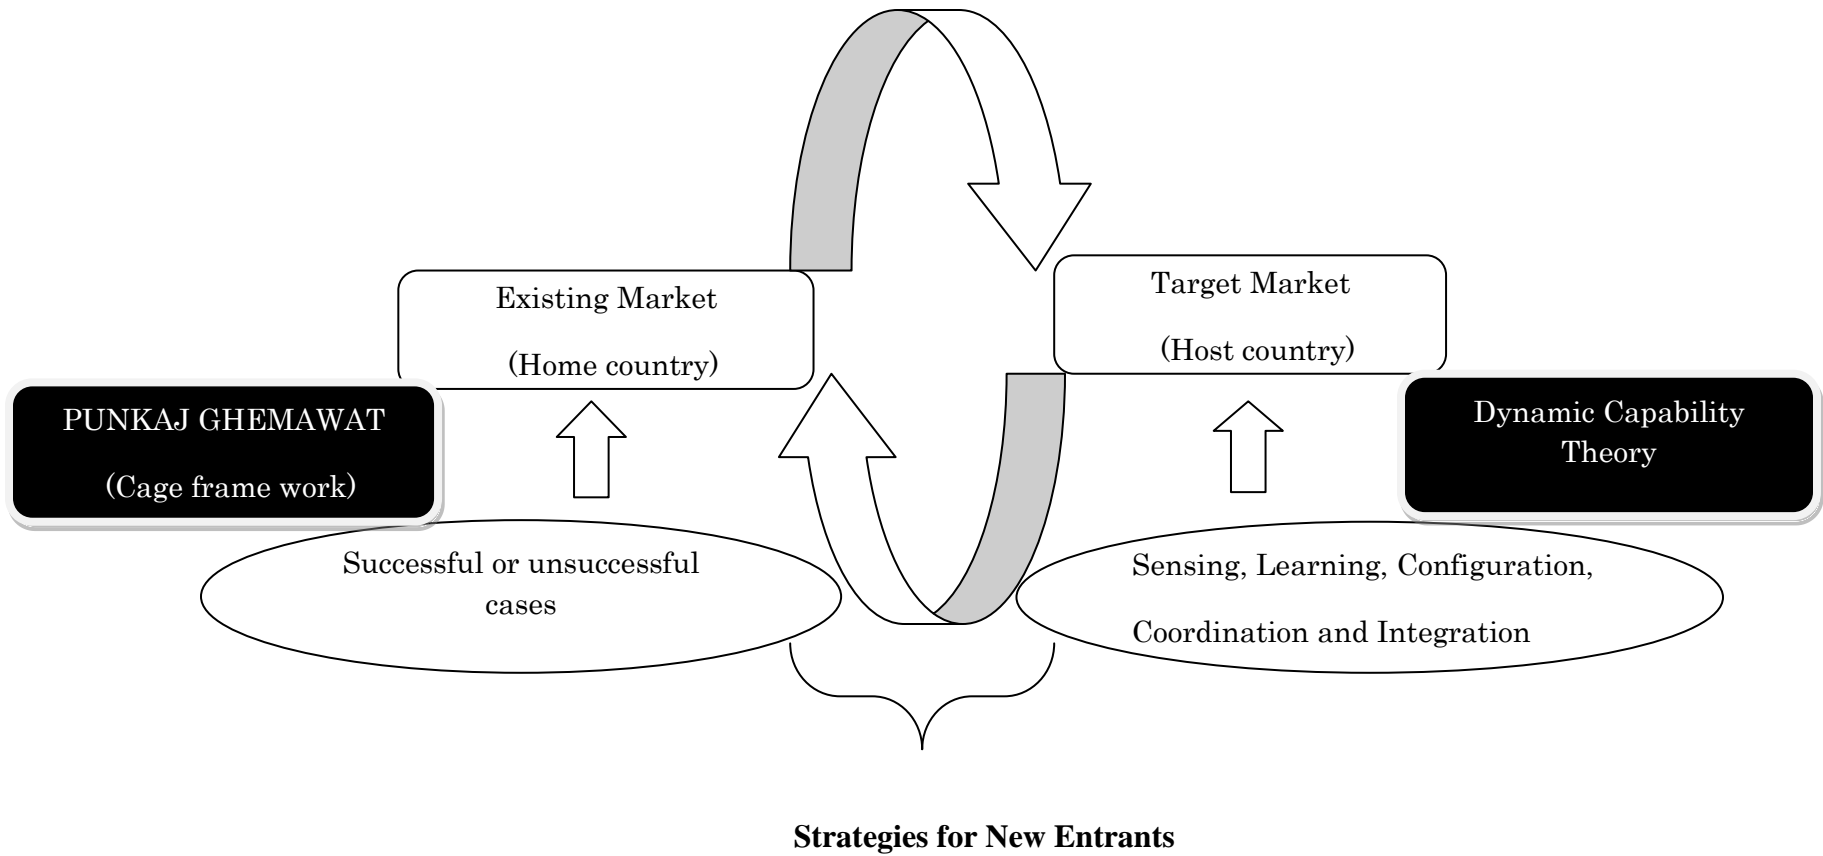 Existing Market
(Home country)
Target Market
(Host country)
PUNKAJ GHEMAWAT
(Cage frame work)
Dynamic Capability
Theory
Successful or unsuccessful
cases
Sensing, Learning, Configuration,
Coordination and Integration
Strategies for New Entrants